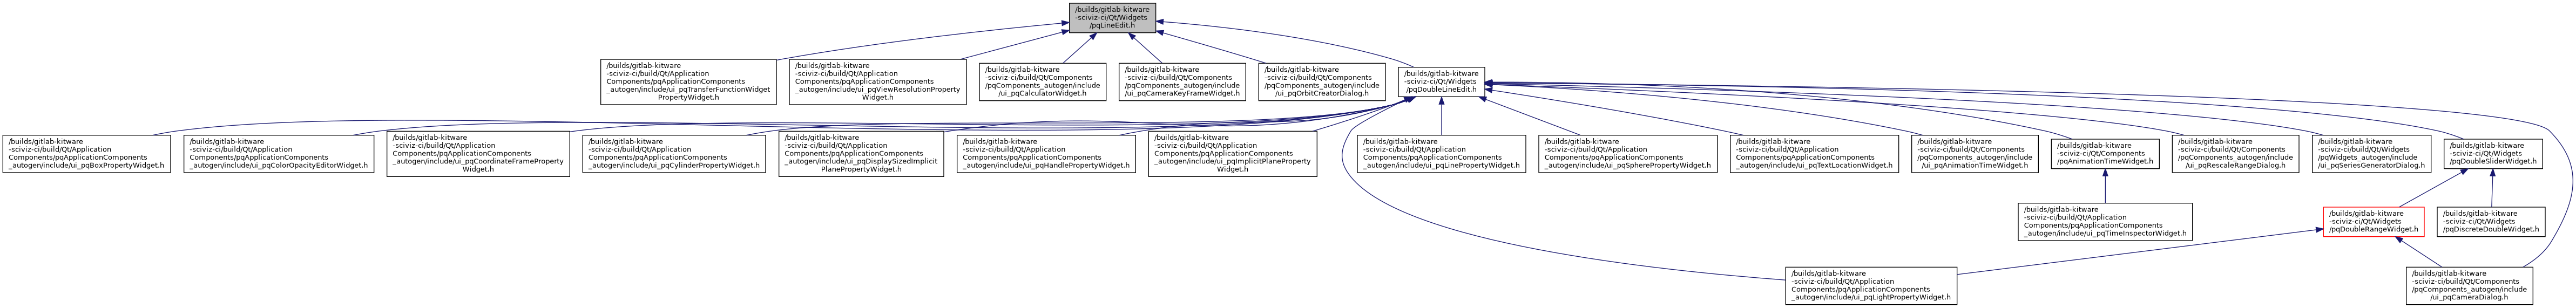 /builds/gitlab-kitware
-sciviz-ci/Qt/Widgets
/pqLineEdit.h
/builds/gitlab-kitware
-sciviz-ci/build/Qt/Application
Components/pqApplicationComponents
_autogen/include/ui_pqTransferFunctionWidget
PropertyWidget.h
/builds/gitlab-kitware
-sciviz-ci/build/Qt/Application
Components/pqApplicationComponents
_autogen/include/ui_pqViewResolutionProperty
Widget.h
/builds/gitlab-kitware
-sciviz-ci/build/Qt/Components
/pqComponents_autogen/include
/ui_pqCalculatorWidget.h
/builds/gitlab-kitware
-sciviz-ci/build/Qt/Components
/pqComponents_autogen/include
/ui_pqCameraKeyFrameWidget.h
/builds/gitlab-kitware
-sciviz-ci/build/Qt/Components
/pqComponents_autogen/include
/ui_pqOrbitCreatorDialog.h
/builds/gitlab-kitware
-sciviz-ci/Qt/Widgets
/pqDoubleLineEdit.h
/builds/gitlab-kitware
-sciviz-ci/build/Qt/Application
Components/pqApplicationComponents
_autogen/include/ui_pqBoxPropertyWidget.h
/builds/gitlab-kitware
-sciviz-ci/build/Qt/Application
Components/pqApplicationComponents
_autogen/include/ui_pqColorOpacityEditorWidget.h
/builds/gitlab-kitware
-sciviz-ci/build/Qt/Application
Components/pqApplicationComponents
_autogen/include/ui_pqCoordinateFrameProperty
Widget.h
/builds/gitlab-kitware
-sciviz-ci/build/Qt/Application
Components/pqApplicationComponents
_autogen/include/ui_pqCylinderPropertyWidget.h
/builds/gitlab-kitware
-sciviz-ci/build/Qt/Application
Components/pqApplicationComponents
_autogen/include/ui_pqDisplaySizedImplicit
PlanePropertyWidget.h
/builds/gitlab-kitware
-sciviz-ci/build/Qt/Application
Components/pqApplicationComponents
_autogen/include/ui_pqHandlePropertyWidget.h
/builds/gitlab-kitware
-sciviz-ci/build/Qt/Application
Components/pqApplicationComponents
_autogen/include/ui_pqImplicitPlaneProperty
Widget.h
/builds/gitlab-kitware
-sciviz-ci/build/Qt/Application
Components/pqApplicationComponents
_autogen/include/ui_pqLinePropertyWidget.h
/builds/gitlab-kitware
-sciviz-ci/build/Qt/Application
Components/pqApplicationComponents
_autogen/include/ui_pqSpherePropertyWidget.h
/builds/gitlab-kitware
-sciviz-ci/build/Qt/Application
Components/pqApplicationComponents
_autogen/include/ui_pqTextLocationWidget.h
/builds/gitlab-kitware
-sciviz-ci/build/Qt/Components
/pqComponents_autogen/include
/ui_pqAnimationTimeWidget.h
/builds/gitlab-kitware
-sciviz-ci/Qt/Components
/pqAnimationTimeWidget.h
/builds/gitlab-kitware
-sciviz-ci/build/Qt/Components
/pqComponents_autogen/include
/ui_pqRescaleRangeDialog.h
/builds/gitlab-kitware
-sciviz-ci/build/Qt/Widgets
/pqWidgets_autogen/include
/ui_pqSeriesGeneratorDialog.h
/builds/gitlab-kitware
-sciviz-ci/Qt/Widgets
/pqDoubleSliderWidget.h
/builds/gitlab-kitware
-sciviz-ci/build/Qt/Application
Components/pqApplicationComponents
_autogen/include/ui_pqTimeInspectorWidget.h
/builds/gitlab-kitware
-sciviz-ci/Qt/Widgets
/pqDoubleRangeWidget.h
/builds/gitlab-kitware
-sciviz-ci/Qt/Widgets
/pqDiscreteDoubleWidget.h
/builds/gitlab-kitware
-sciviz-ci/build/Qt/Application
Components/pqApplicationComponents
_autogen/include/ui_pqLightPropertyWidget.h
/builds/gitlab-kitware
-sciviz-ci/build/Qt/Components
/pqComponents_autogen/include
/ui_pqCameraDialog.h